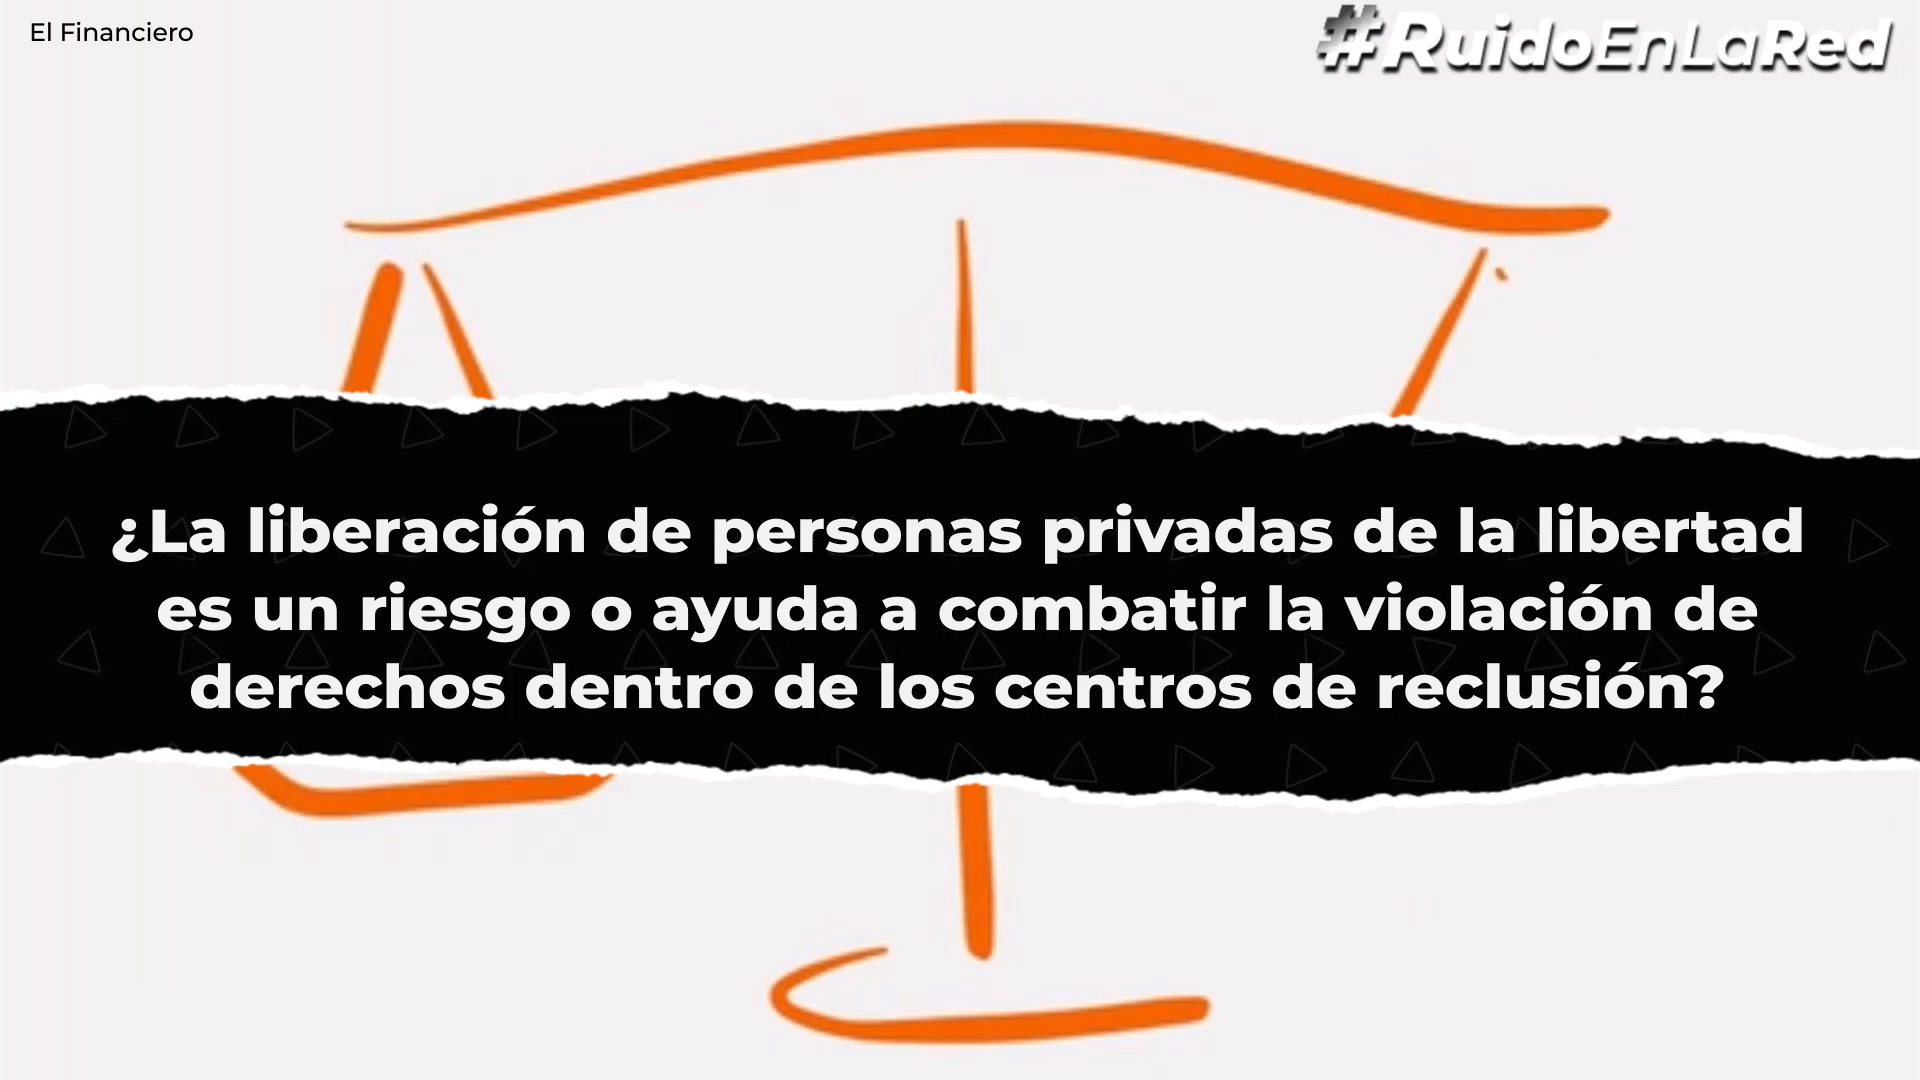 El Financiero
#RuidoEnLaRed
¿La liberación de personas privadas de la libertad
es un riesgo o ayuda a combatir la violación de
derechos dentro de los centros de reclusión?